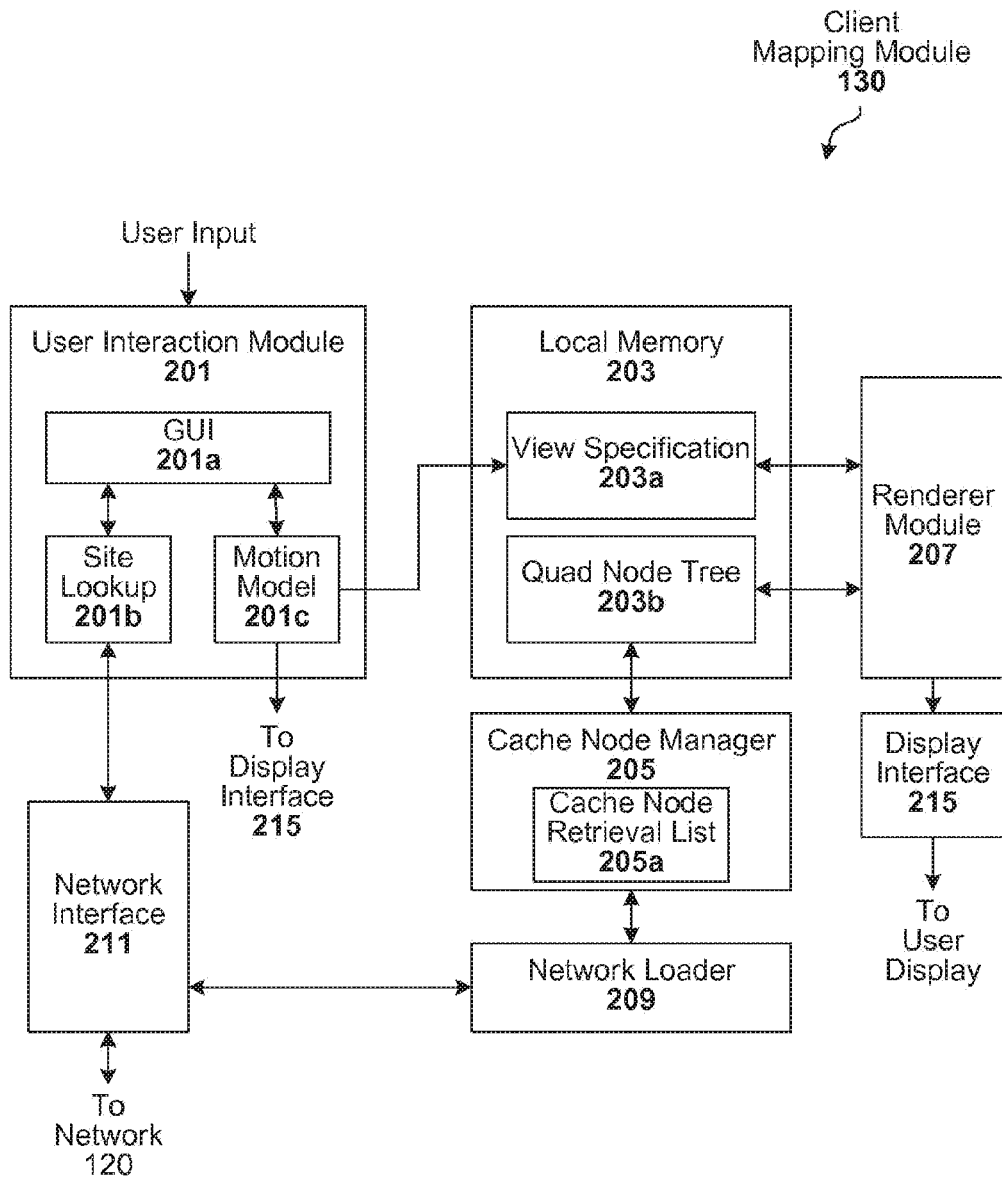 Client
Mapping Module
130
User Input
User Interaction Module
201
GUI
201a
Site
Lookup
201b
Motion
Model
201c
To
Display
Interface
215
Network
Interface
211
To
Network
120
Local Memory
203
View Specification
203a
Quad Node Tree
203b
Cache Node Manager
205
Cache Node
Retrieval List
205a
Network Loader
209
Renderer
Module
207
Display
Interface
215
To
User
Display